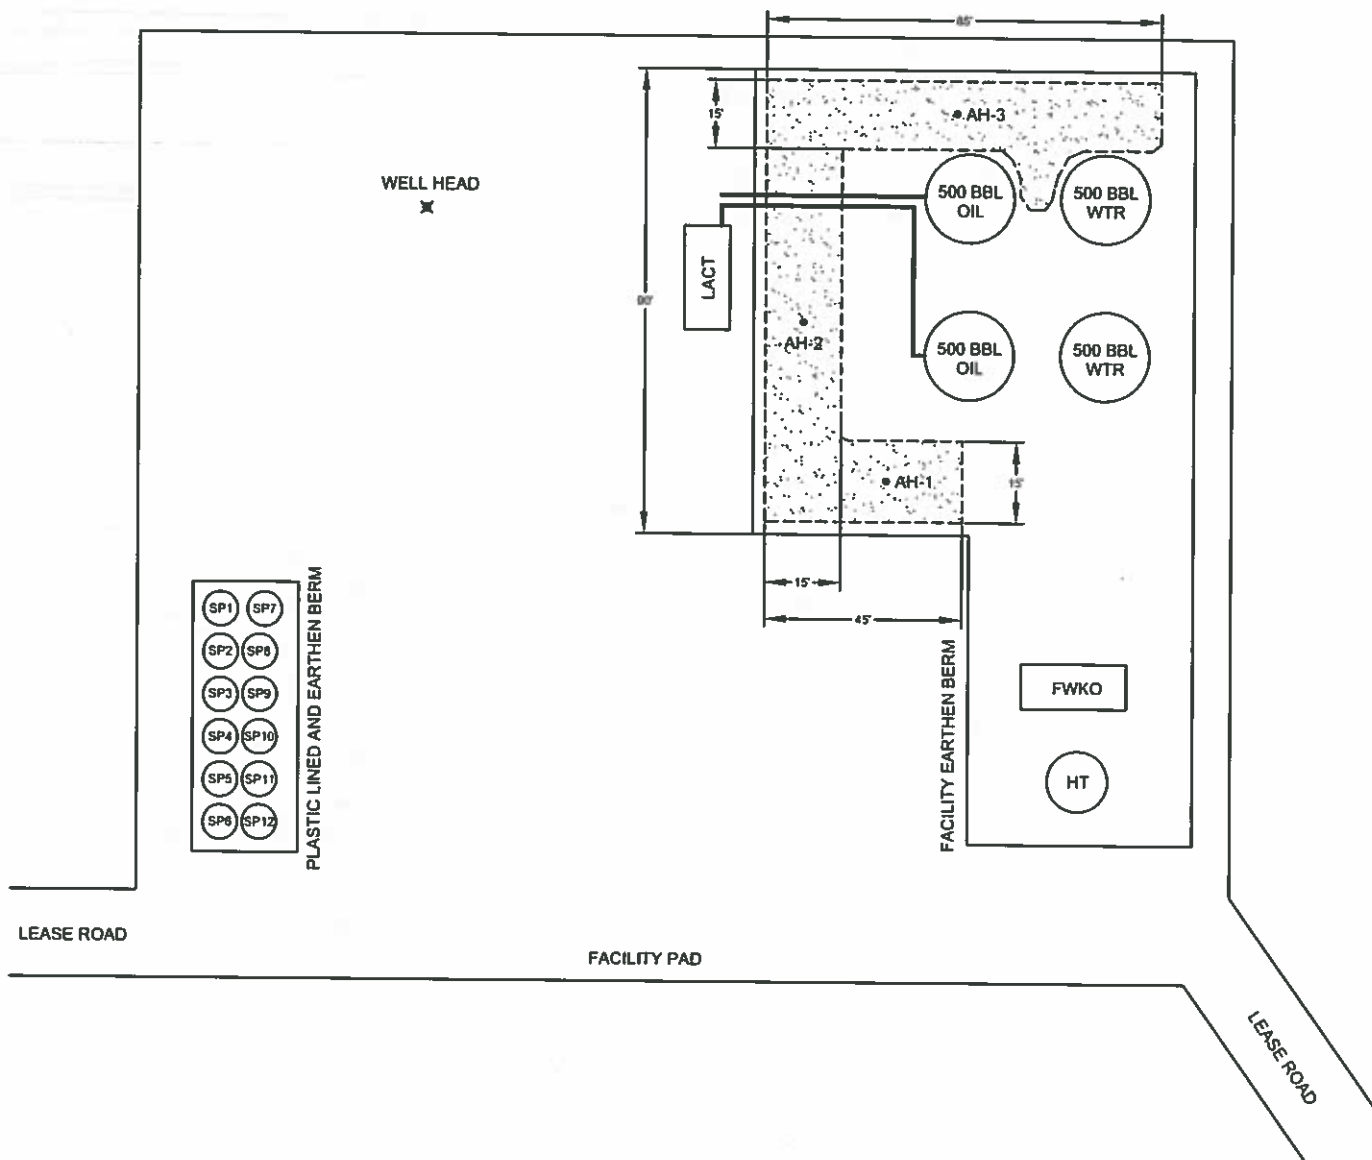 85'
15'
AH-3
WELL HEAD
500 BBL
OIL
500 BBL
WTR
LACT
90'
AH-2
500 BBL
OIL
500 BBL
WTR
AH-1
15'
15'
45'
PLASTIC LINED AND EARTHEN BERM
SP1 SP7
SP2 SP8
SP3 SP9
SP4 SP10
SP5 SP11
SP6 SP12
FACILITY EARTHEN BERM
FWKO
HT
LEASE ROAD
FACILITY PAD
LEASE ROAD